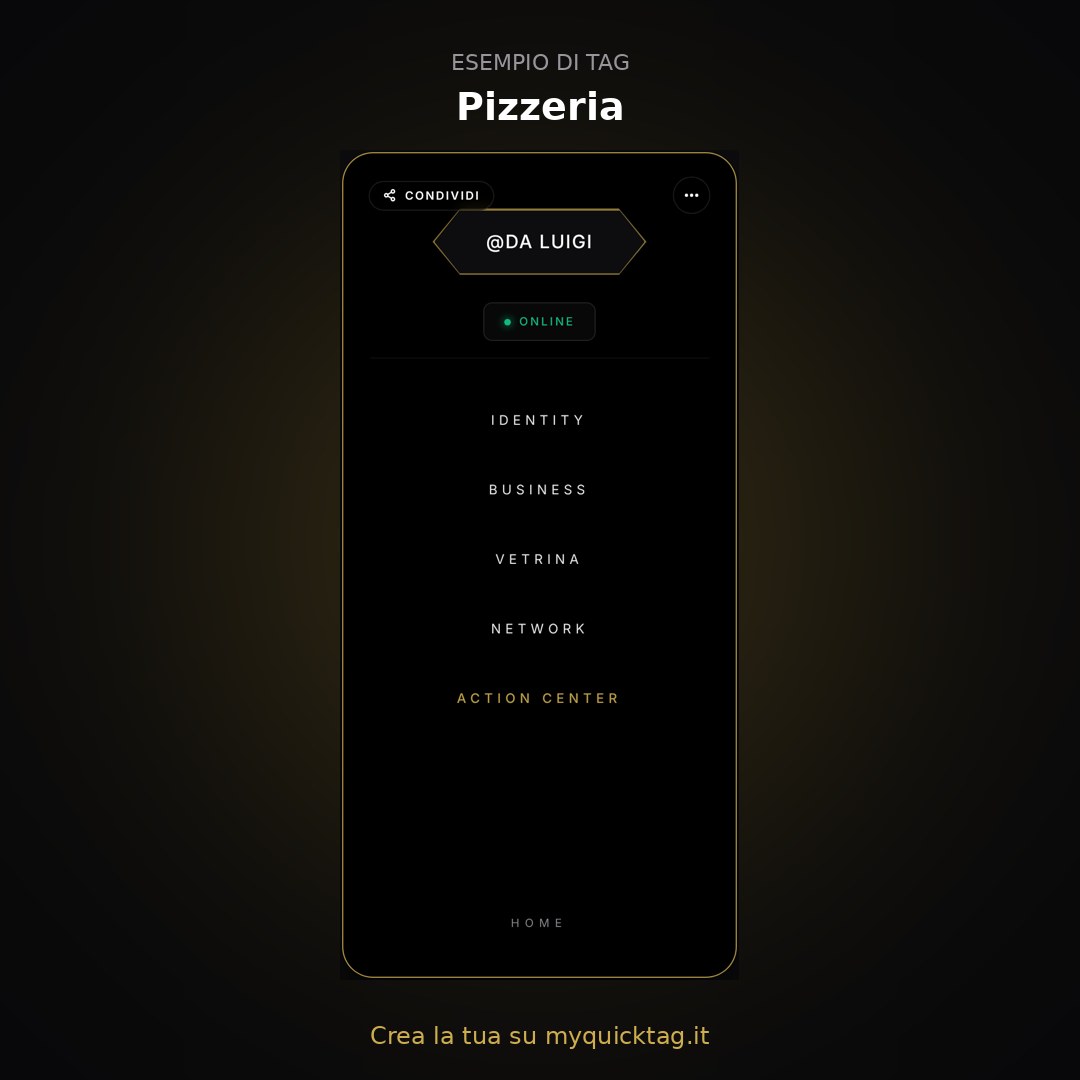 ESEMPIO DI TAG
Pizzeria
CONDIVIDI
@DA LUIGI
ONLINE
IDENTITY
BUSINESS
VETRINA
NETWORK
ACTION CENTER
HOME
Crea la tua su myquicktag.it